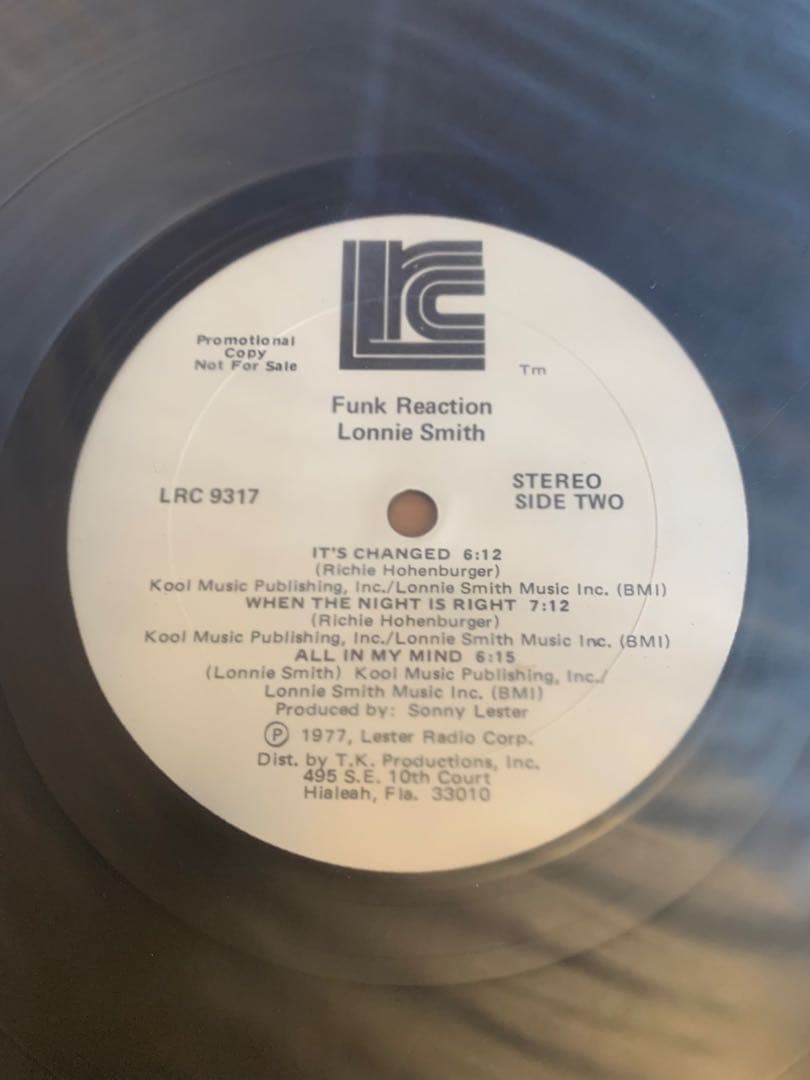 LRC
Promotional
Copy
Not For Sale
Tm
Funk Reaction
Lonnie Smith
LRC 9317
STEREO
SIDE TWO
IT'S CHANGED 6:12
(Richie Hohenburger)
Kool Music Publishing, Inc./Lonnie Smith Music Inc. (BMI)
WHEN THE NIGHT IS RIGHT 7:12
(Richie Hohenburger)
Kool Music Publishing, Inc./Lonnie Smith Music Inc. (BMI)
ALL IN MY MIND 6:15
(Lonnie Smith) Kool Music Publishing, Inc./
Lonnie Smith Music Inc. (BMI)
Produced by: Sonny Lester
Ⓟ 1977, Lester Radio Corp.
Dist. by T.K. Productions, Inc.
495 S.E. 10th Court
Hialeah, Fla. 33010